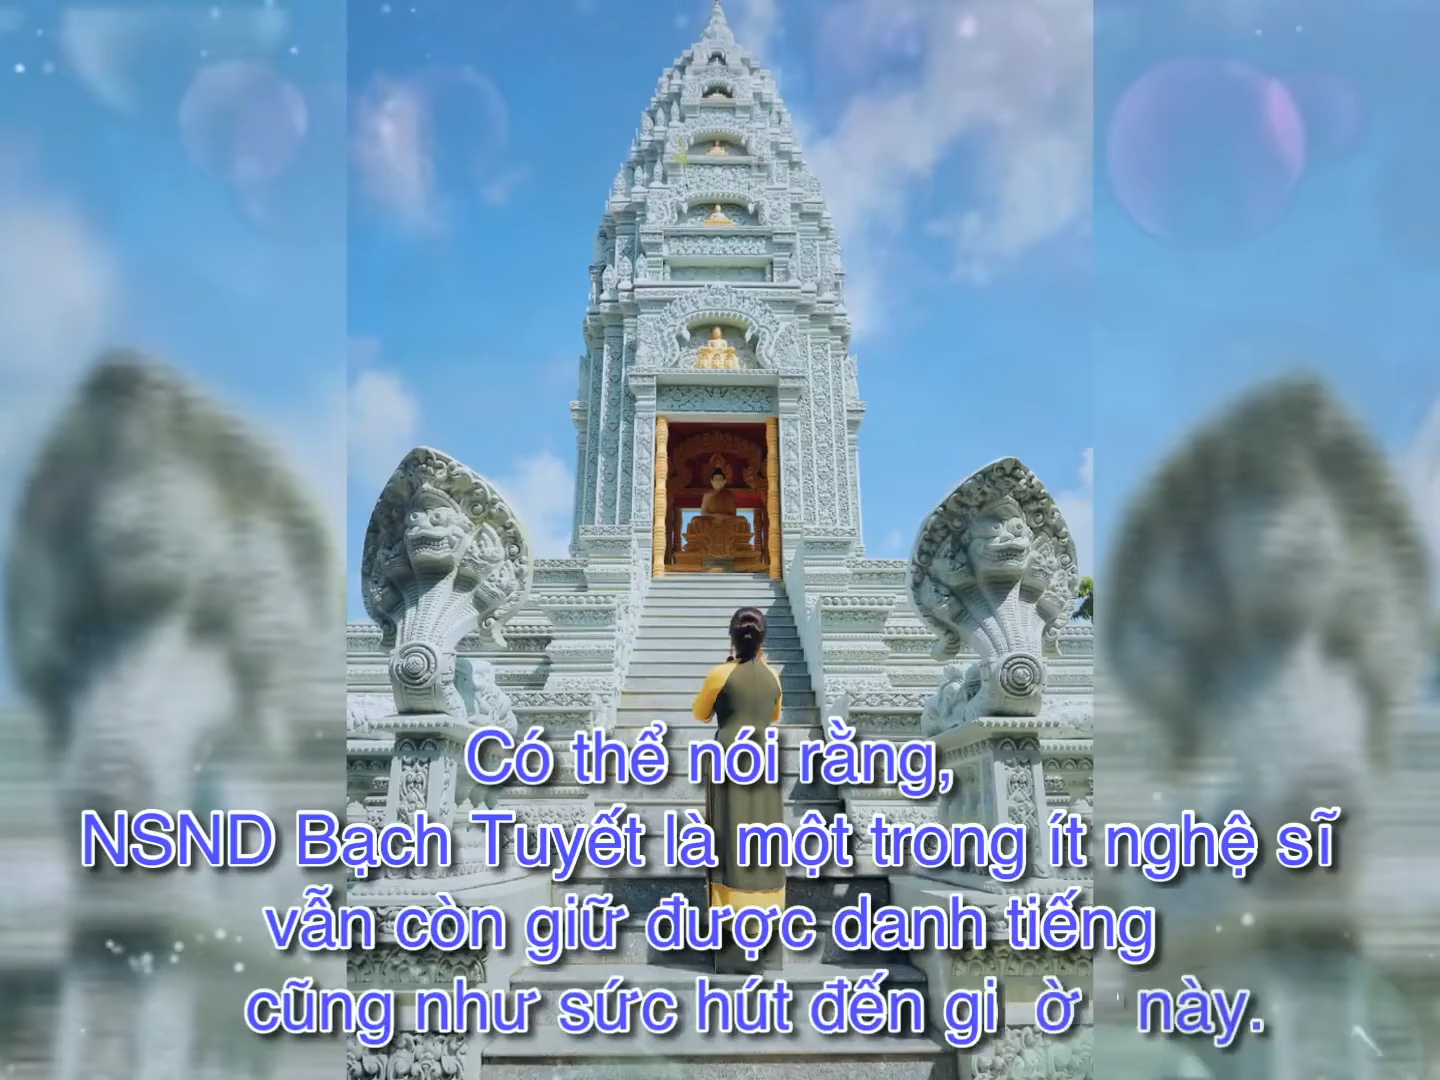 Có thể nói rằng,
NSND Bạch Tuyết là một trong ít nghệ sĩ
vẫn còn giữ được danh tiếng
cũng như sức hút đến gi ờ này.